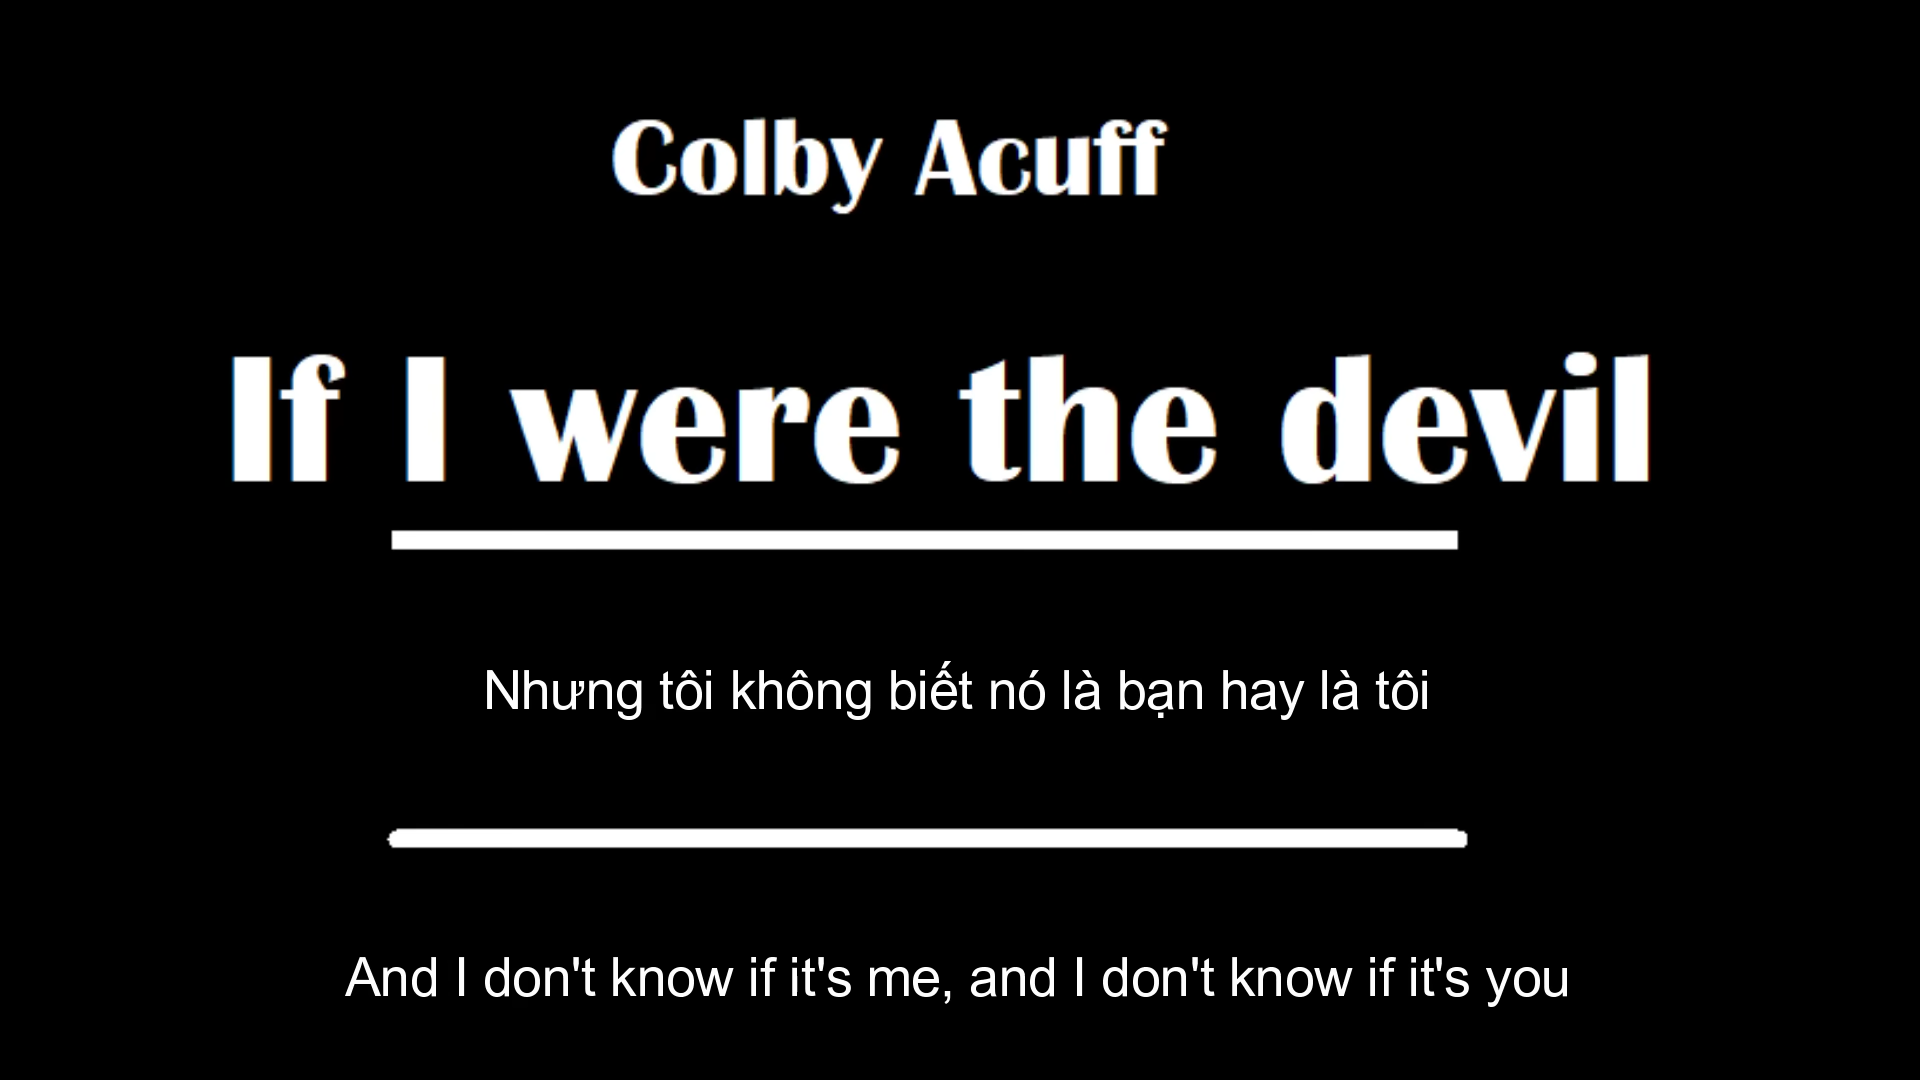 Colby Acuff
If I were the devil
Nhưng tôi không biết nó là bạn hay là tôi
And I don't know if it's me, and I don't know if it's you